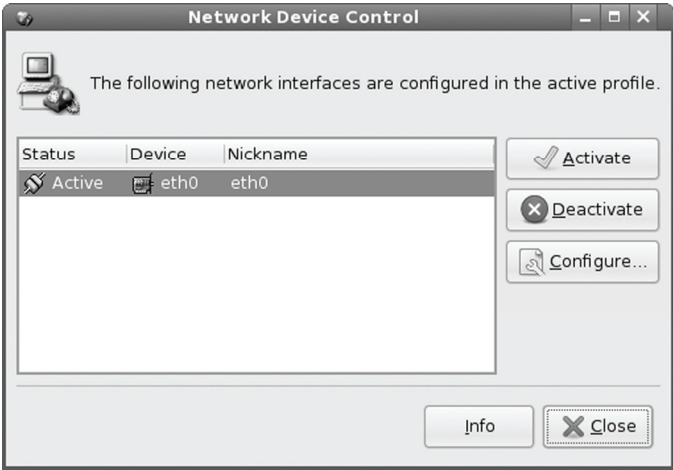 Network Device Control
The following network interfaces are configured in the active profile.
Status Device Nickname
Active eth0 eth0
Activate
Deactivate
Configure...
Info Close